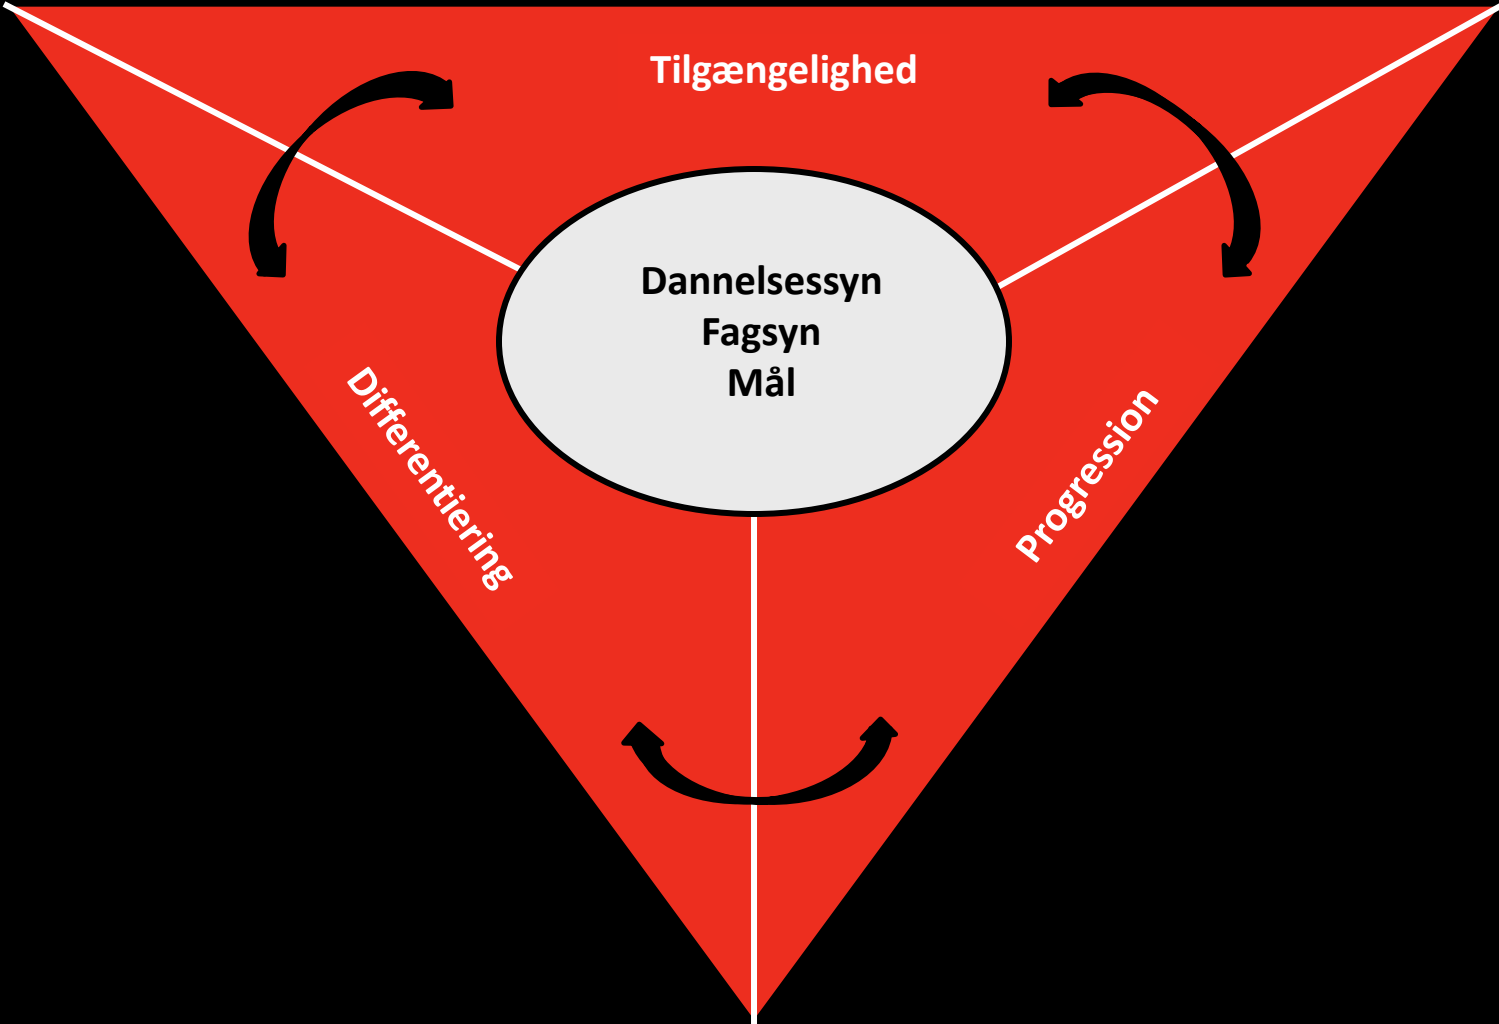 Tilgængelighed
Dannelsessyn
Fagsyn
Mål
Differentiering
Progression